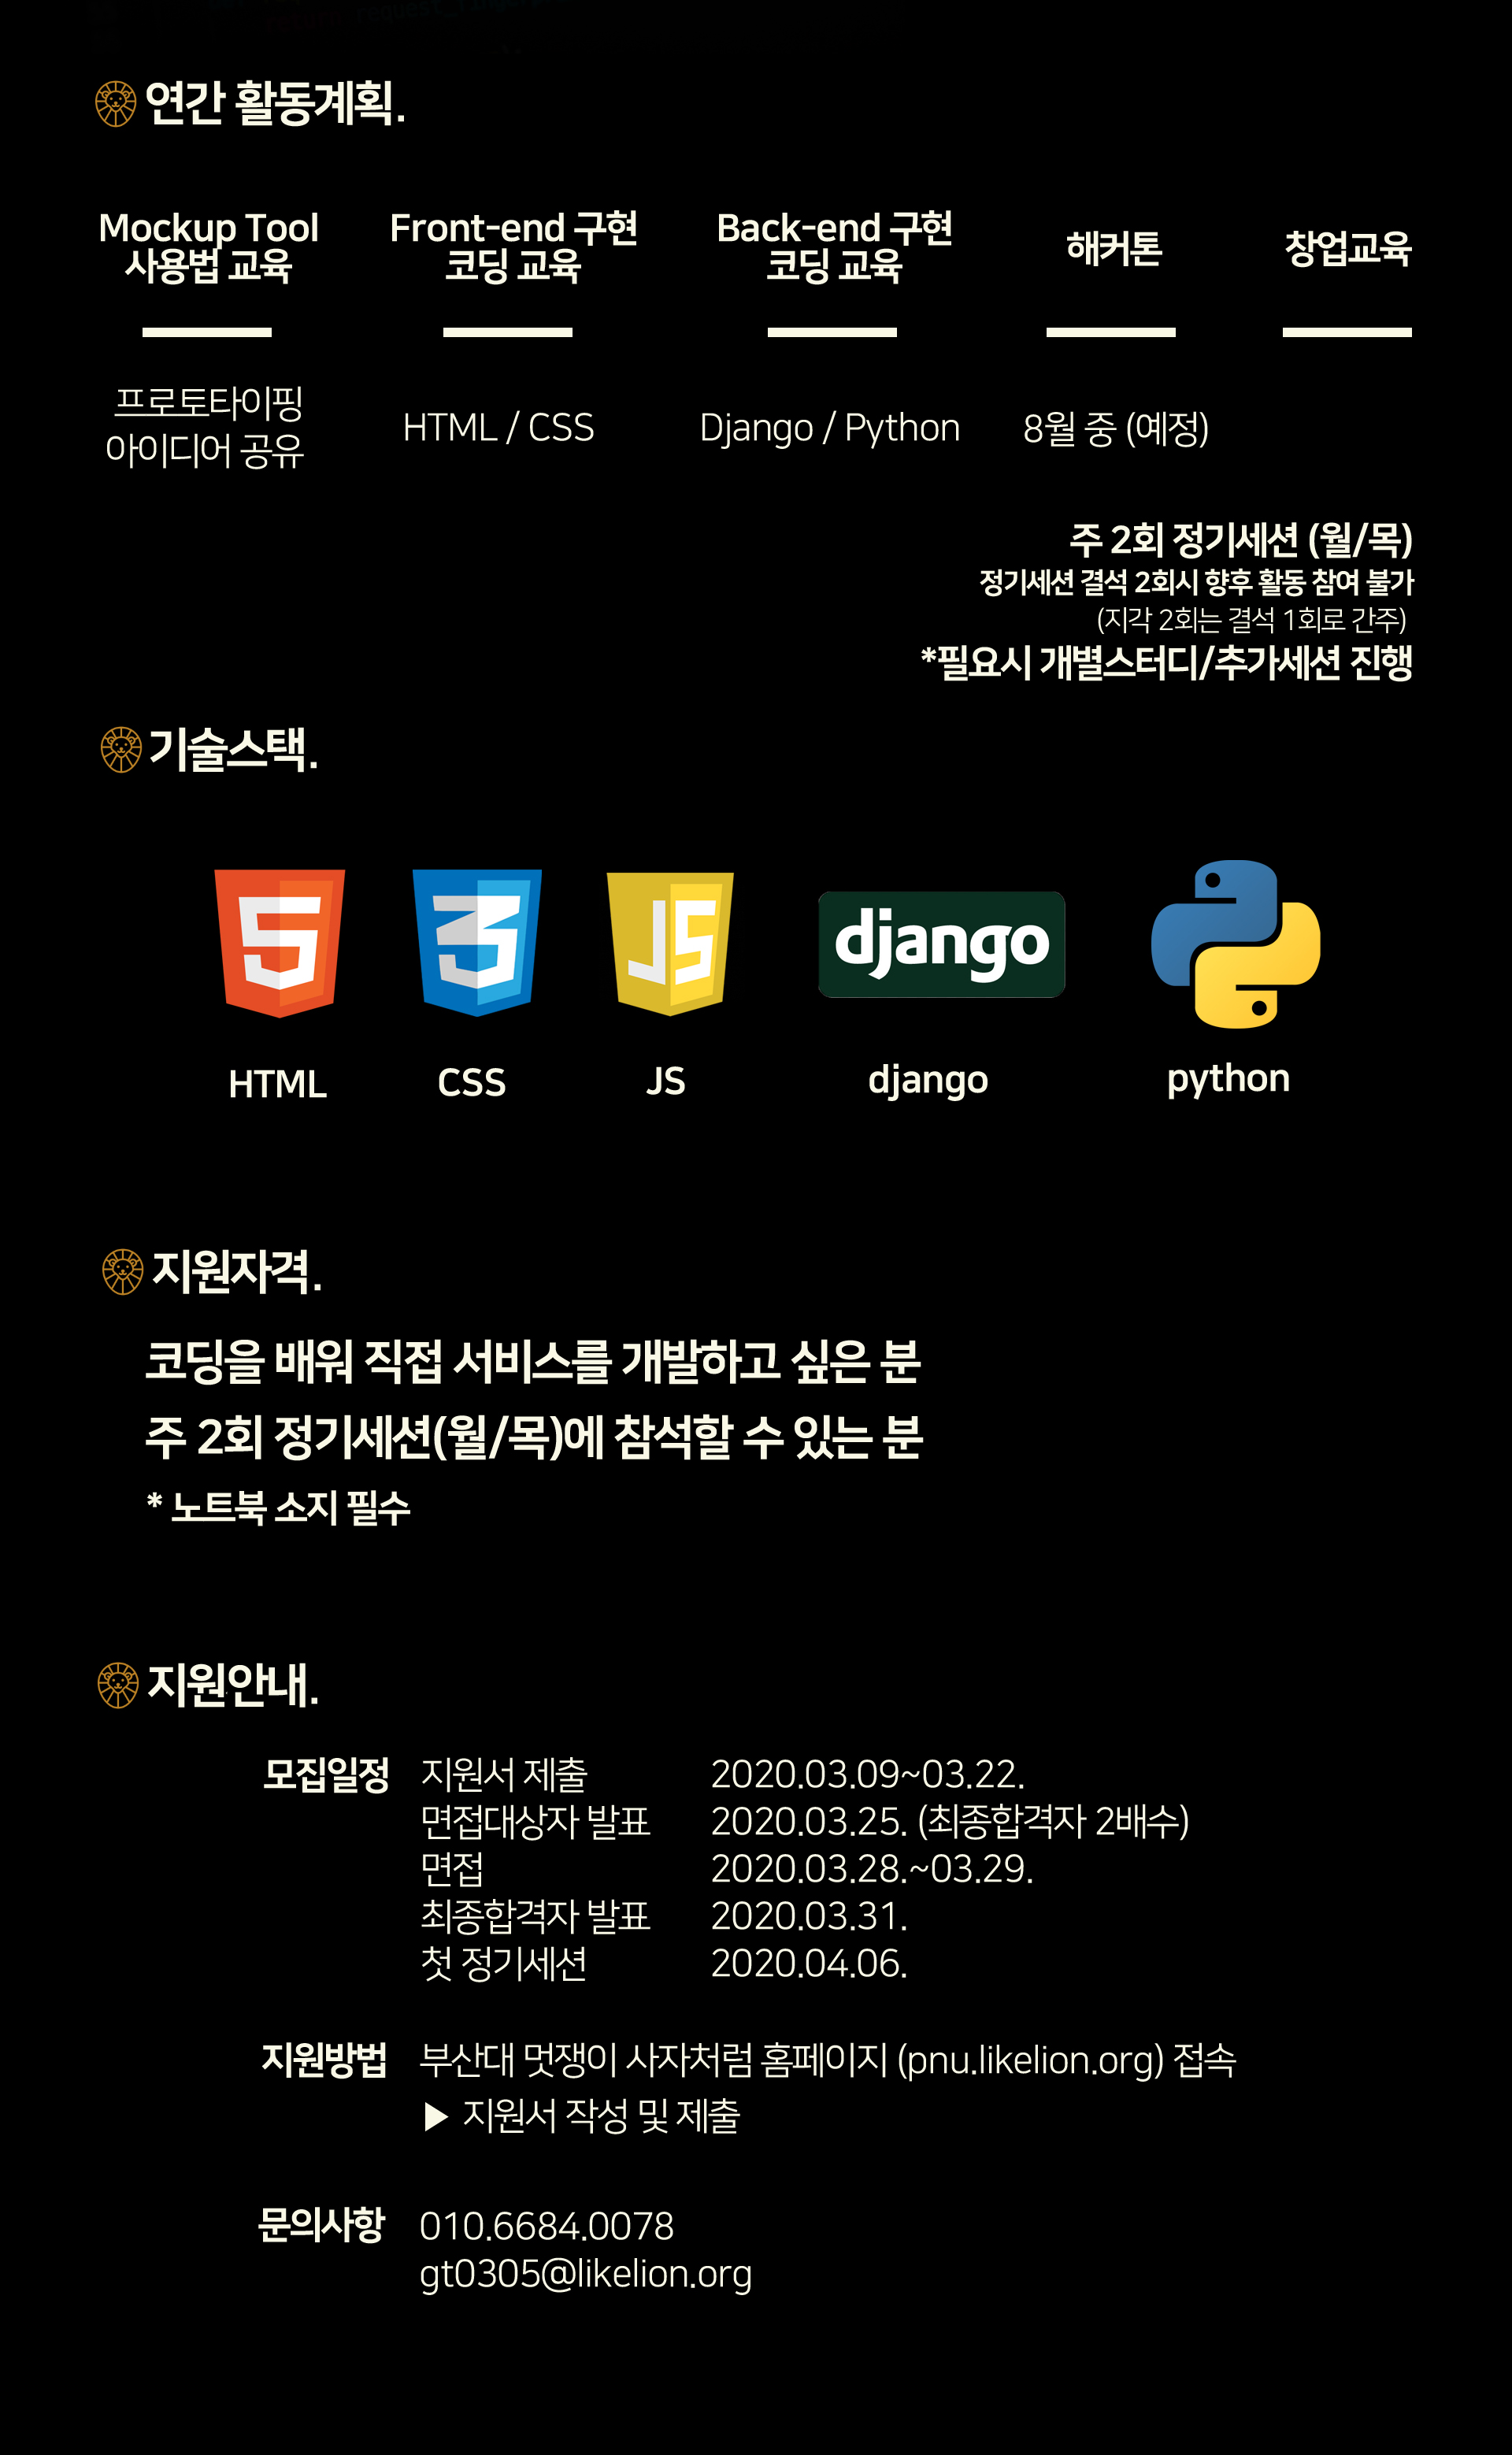 연간 활동계획.
Mockup Tool
사용법 교육
프로토타이핑
아이디어 공유
Front-end 구현
코딩 교육
HTML / CSS
Back-end 구현
코딩 교육
Django / Python
해커톤
8월 중 (예정)
창업교육
주 2회 정기세션 (월/목)
정기세션 결석 2회시 향후 활동 참여 불가
(지각 2회는 결석 1회로 간주)
*필요시 개별스터디/추가세션 진행
기술스택.
5
3
JS
django
HTML
CSS
JS
django
python
지원자격.
코딩을 배워 직접 서비스를 개발하고 싶은 분
주 2회 정기세션(월/목)에 참석할 수 있는 분
* 노트북 소지 필수
지원안내.
모집일정 지원서 제출 2020.03.09~03.22.
면접대상자 발표 2020.03.25. (최종합격자 2배수)
면접 2020.03.28.~03.29.
최종합격자 발표 2020.03.31.
첫 정기세션 2020.04.06.
지원방법 부산대 멋쟁이 사자처럼 홈페이지 (pnu.likelion.org) 접속
▶ 지원서 작성 및 제출
문의사항 010.6684.0078
gt0305@likelion.org